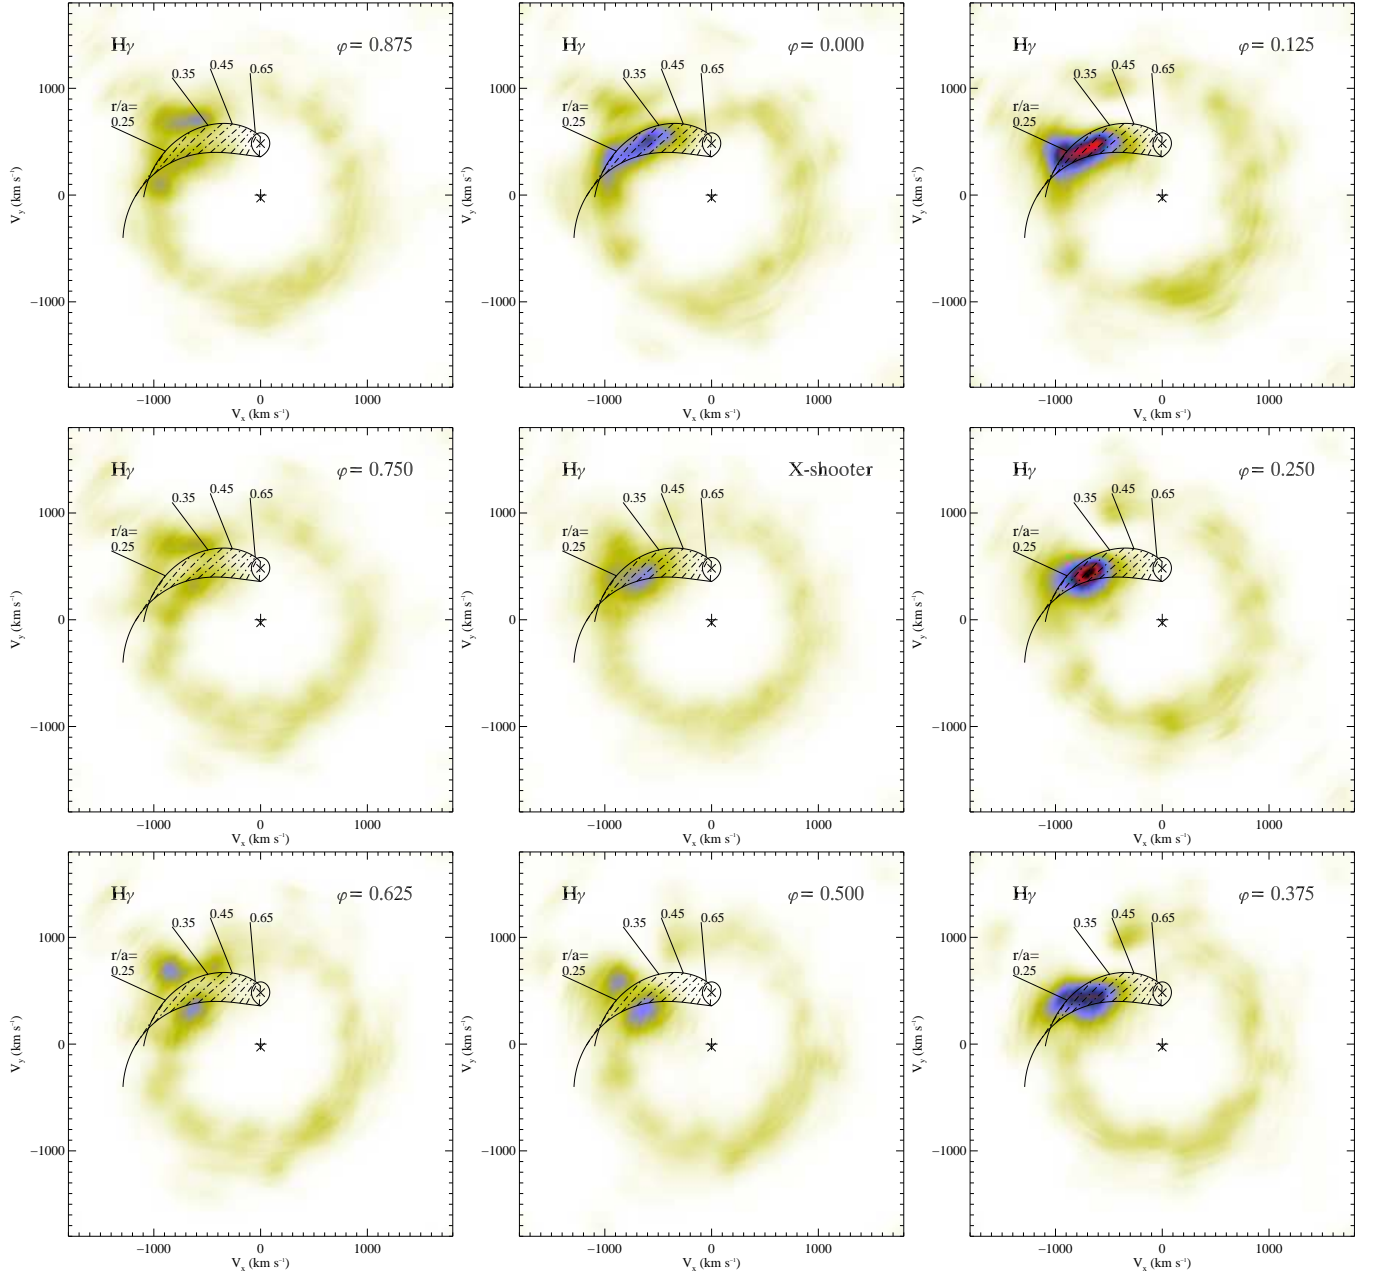 Hγ φ= 0.875
0.35 0.45 0.65
r/a=
0.25
1000
0
−1000
V_y (km s⁻¹)
−1000 0 1000
V_x (km s⁻¹)
Hγ φ= 0.000
0.35 0.45 0.65
r/a=
0.25
1000
0
−1000
V_y (km s⁻¹)
−1000 0 1000
V_x (km s⁻¹)
Hγ φ= 0.125
0.35 0.45 0.65
r/a=
0.25
1000
0
−1000
V_y (km s⁻¹)
−1000 0 1000
V_x (km s⁻¹)
Hγ φ= 0.750
0.35 0.45 0.65
r/a=
0.25
1000
0
−1000
V_y (km s⁻¹)
−1000 0 1000
V_x (km s⁻¹)
Hγ X-shooter
0.35 0.45 0.65
r/a=
0.25
1000
0
−1000
V_y (km s⁻¹)
−1000 0 1000
V_x (km s⁻¹)
Hγ φ= 0.250
0.35 0.45 0.65
r/a=
0.25
1000
0
−1000
V_y (km s⁻¹)
−1000 0 1000
V_x (km s⁻¹)
Hγ φ= 0.625
0.35 0.45 0.65
r/a=
0.25
1000
0
−1000
V_y (km s⁻¹)
−1000 0 1000
V_x (km s⁻¹)
Hγ φ= 0.500
0.35 0.45 0.65
r/a=
0.25
1000
0
−1000
V_y (km s⁻¹)
−1000 0 1000
V_x (km s⁻¹)
Hγ φ= 0.375
0.35 0.45 0.65
r/a=
0.25
1000
0
−1000
V_y (km s⁻¹)
−1000 0 1000
V_x (km s⁻¹)